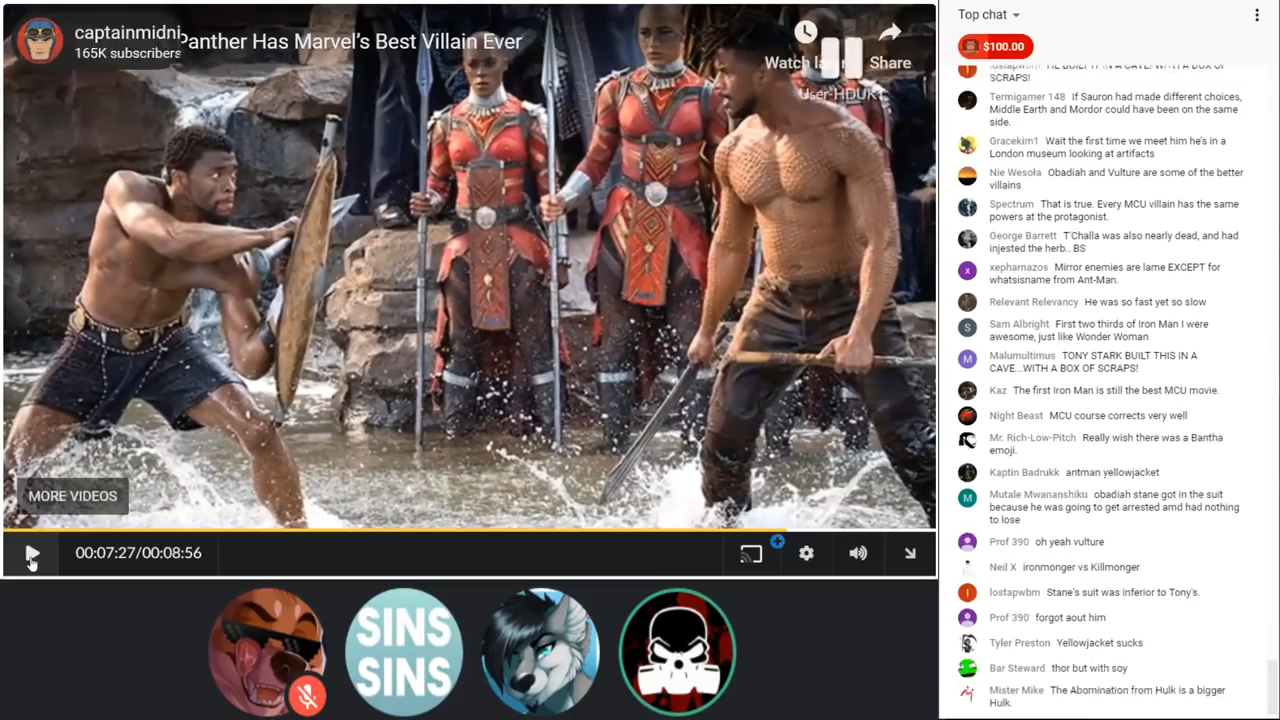 captainmidni
165K subscribers
Panther Has Marvel's Best Villain Ever
Share
MORE VIDEOS
00:07:27/00:08:56
SINS
SINS
Top chat
$100.00
SCRAPS!
Termigamer 148 If Sauron had made different choices,
Middle Earth and Mordor could have been on the same
side.
Gracekim1 Wait the first time we meet him he's in a
London museum looking at artifacts
Nie Wesoła Obadiah and Vulture are some of the better
villains
Spectrum That is true. Every MCU villain has the same
powers at the protagonist.
George Barrett T'Challa was also nearly dead, and had
injested the herb.. BS
x
xepharnazos Mirror enemies are lame EXCEPT for
whatsisname from Ant-Man.
Relevant Relevancy He was so fast yet so slow
S
Sam Albright First two thirds of Iron Man I were
awesome, just like Wonder Woman
M
Malumultimus TONY STARK BUILT THIS IN A
CAVE...WITH A BOX OF SCRAPS!
Kaz The first Iron Man is still the best MCU movie.
Night Beast MCU course corrects very well
Mr. Rich-Low-Pitch Really wish there was a Bantha
emoji.
Kaptin Badrukk antman yellowjacket
M
Mutale Mwananshiku obadiah stane got in the suit
because he was going to get arrested amd had nothing
to lose
Prof 390 oh yeah vulture
Neil X ironmonger vs Killmonger
I
lostapwbm Stane's suit was inferior to Tony's.
Prof 390 forgot aout him
Tyler Preston Yellowjacket sucks
Bar Steward thor but with soy
Mister Mike The Abomination from Hulk is a bigger
Hulk.